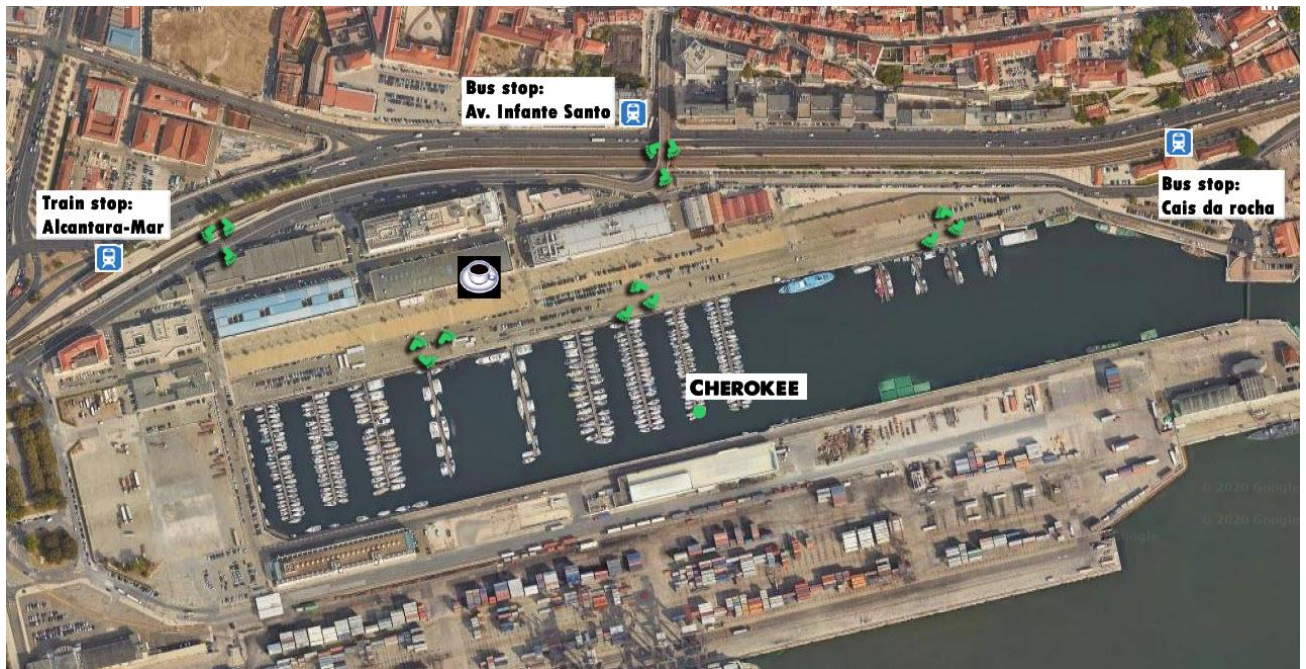 Bus stop:
Av. Infante Santo
Train stop:
Alcantara-Mar
Bus stop:
Cais da rocha
CHEROKEE
© 2020 Google
© 2020 Google
Google